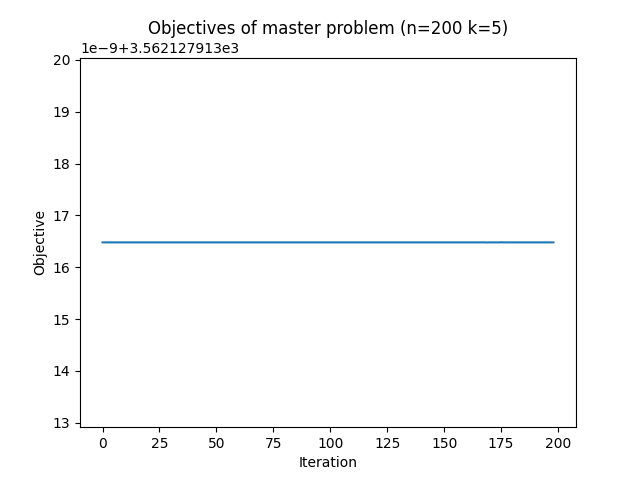 Objectives of master problem (n=200 k=5)
1e−9+3.562127913e3
20
19
18
17
16
15
14
13
Objective
0 25 50 75 100 125 150 175 200
Iteration